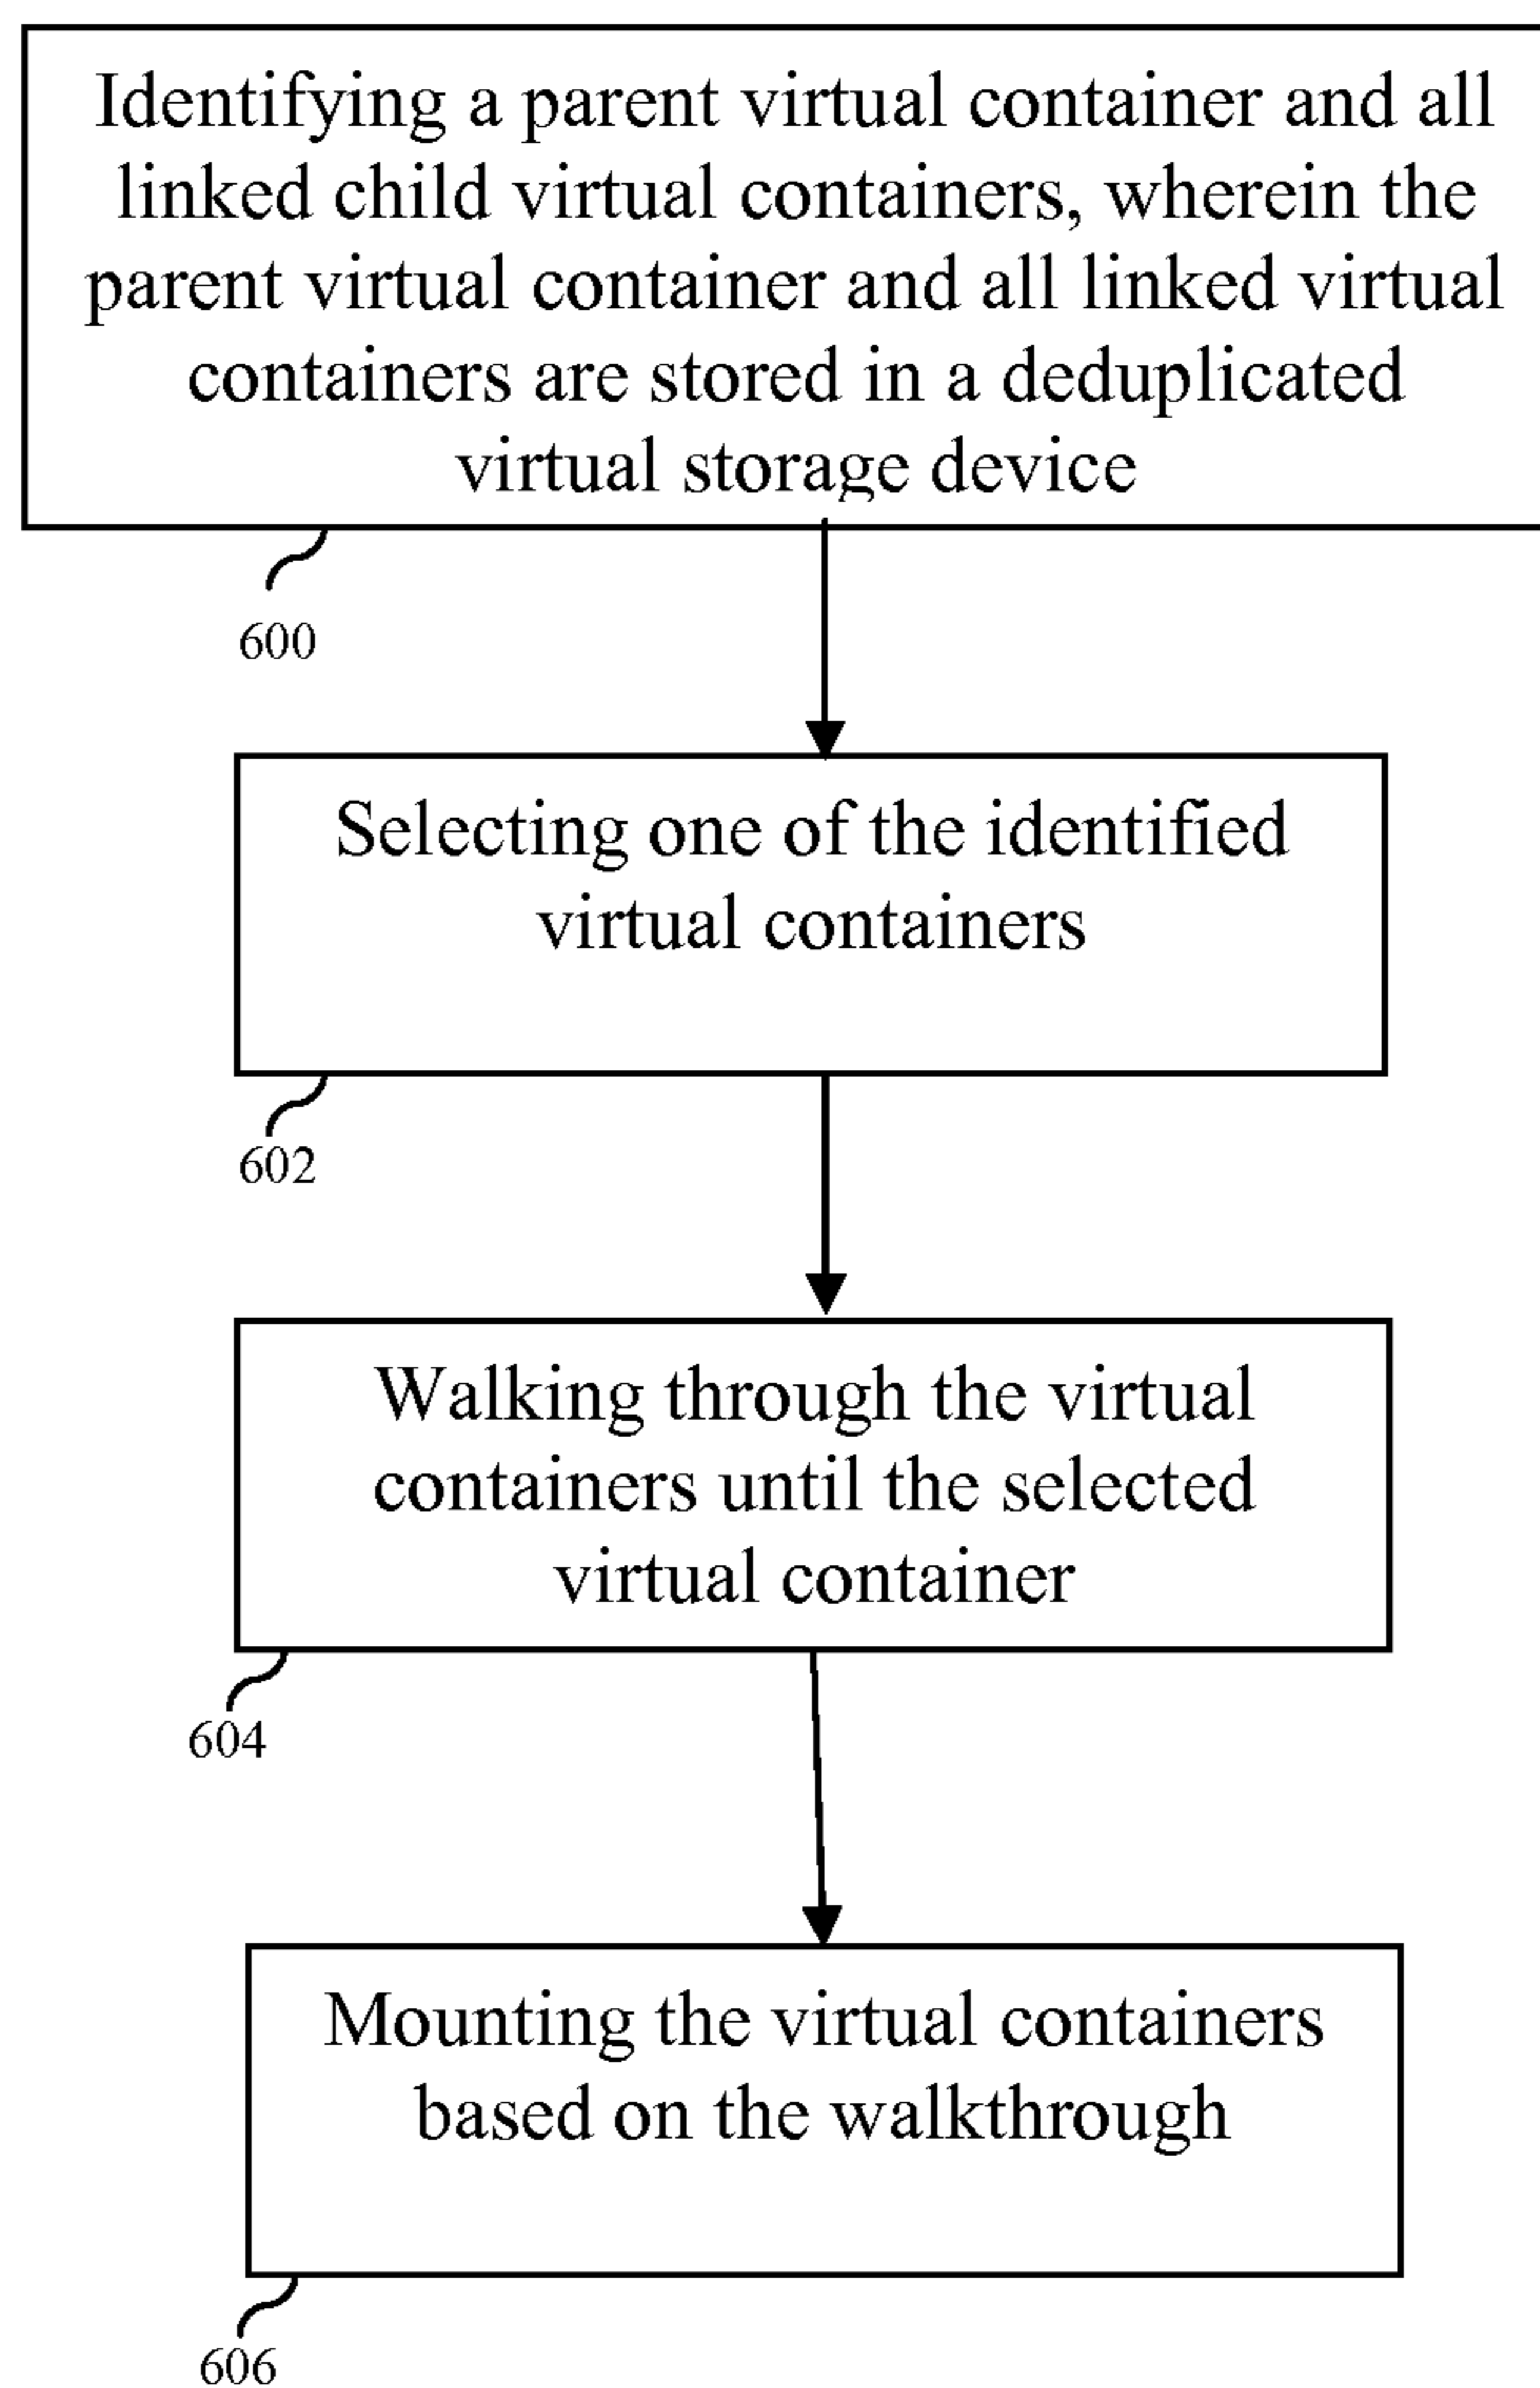 Identifying a parent virtual container and all
linked child virtual containers, wherein the
parent virtual container and all linked virtual
containers are stored in a deduplicated
virtual storage device
600
Selecting one of the identified
virtual containers
602
Walking through the virtual
containers until the selected
virtual container
604
Mounting the virtual containers
based on the walkthrough
606